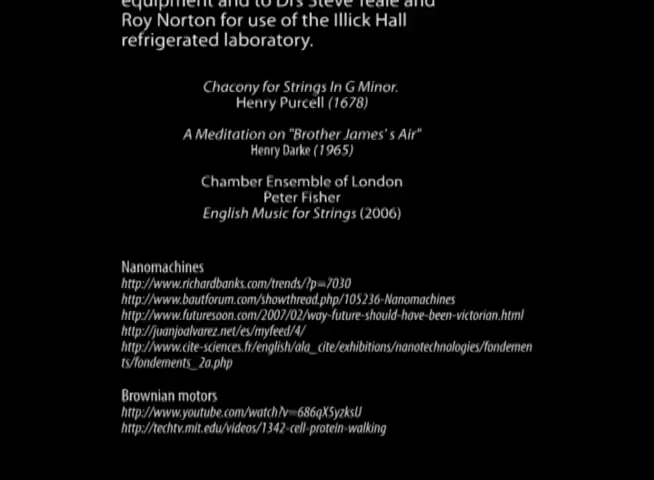 equipment and to Drs Steve Teale and
Roy Norton for use of the Illick Hall
refrigerated laboratory.
Chacony for Strings In G Minor.
Henry Purcell (1678)
A Meditation on "Brother James's Air"
Henry Darke (1965)
Chamber Ensemble of London
Peter Fisher
English Music for Strings (2006)
Nanomachines
http://www.richardbanks.com/trends/?p=7030
http://www.bautforum.com/showthread.php/105236-Nanomachines
http://www.futuresoon.com/2007/02/way-future-should-have-been-victorian.html
http://juanjoalvarez.net/es/myfeed/4/
http://www.cite-sciences.fr/english/ala_cite/exhibitions/nanotechnologies/fondemen
ts/fondements_2a.php
Brownian motors
http://www.youtube.com/watch?v=686qX5yzksU
http://techtv.mit.edu/videos/1342-cell-protein-walking